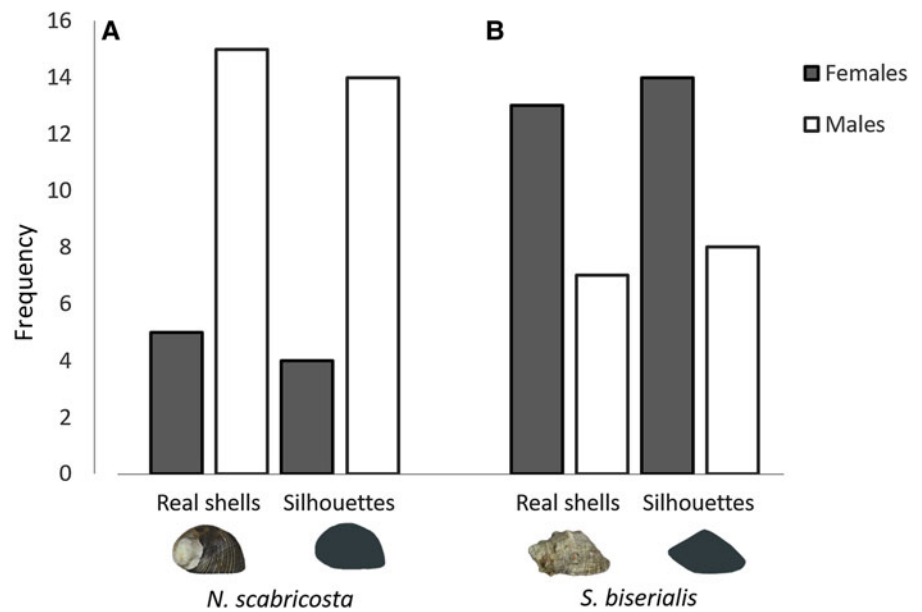 A
B
16
14
12
10
8
6
4
2
0
Frequency
Females
Males
Real shells Silhouettes Real shells Silhouettes
N. scabricosta S. biserialis